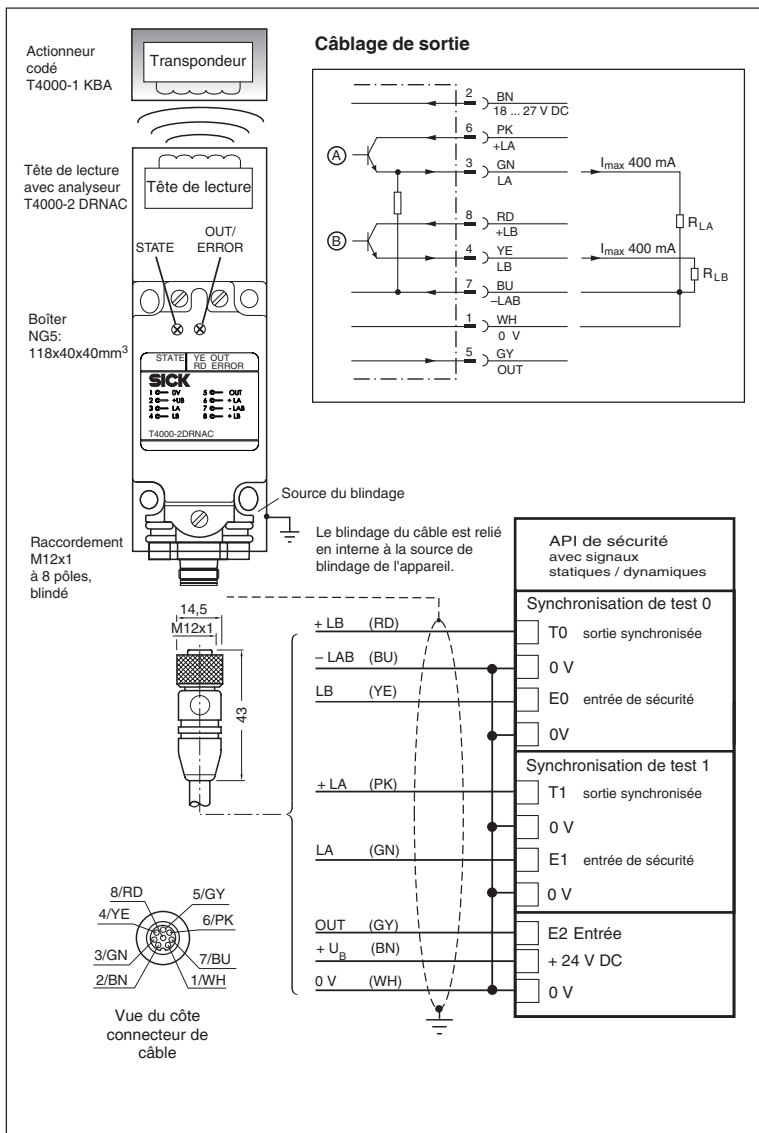 Actionneur
codé
T4000-1 KBA
Transpondeur
Tête de lecture
avec analyseur
T4000-2 DRNAC
Tête de lecture
STATE
OUT/
ERROR
Boîter
NG5:
118x40x40mm³
STATE YE OUT
RD ERROR
SICK
1 0V 5 OUT
2 +UB 6 + LA
3 LA 7 - LAB
4 LB 8 + LB
T4000-2DRNAC
Source du blindage
Raccordement
M12x1
à 8 pôles,
blindé
Le blindage du câble est relié
en interne à la source de
blindage de l'appareil.
Câblage de sortie
2 BN
18 ... 27 V DC
6 PK
+LA
A
3 GN
LA
Imax 400 mA
RLA
8 RD
+LB
B
4 YE
LB
Imax 400 mA
RLB
7 BU
–LAB
1 WH
0 V
5 GY
OUT
14,5
M12x1
43
API de sécurité
avec signaux
statiques / dynamiques
Synchronisation de test 0
+ LB (RD)
T0 sortie synchronisée
– LAB (BU)
0 V
LB (YE)
E0 entrée de sécurité
0V
Synchronisation de test 1
+ LA (PK)
T1 sortie synchronisée
0 V
LA (GN)
E1 entrée de sécurité
0 V
OUT (GY)
E2 Entrée
+ UB (BN)
+ 24 V DC
0 V (WH)
0 V
8/RD
5/GY
4/YE
6/PK
3/GN
7/BU
2/BN
1/WH
Vue du côte
connecteur de
câble